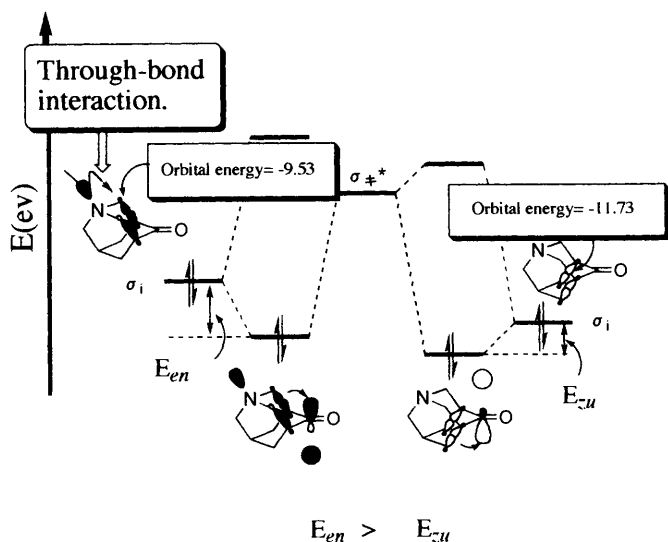 Through-bond
interaction.
Orbital energy= -9.53
σ‡*
Orbital energy= -11.73
E(ev)
N
O
N
O
σi
σi
Een
Ezu
N
O
N
O
Een > Ezu